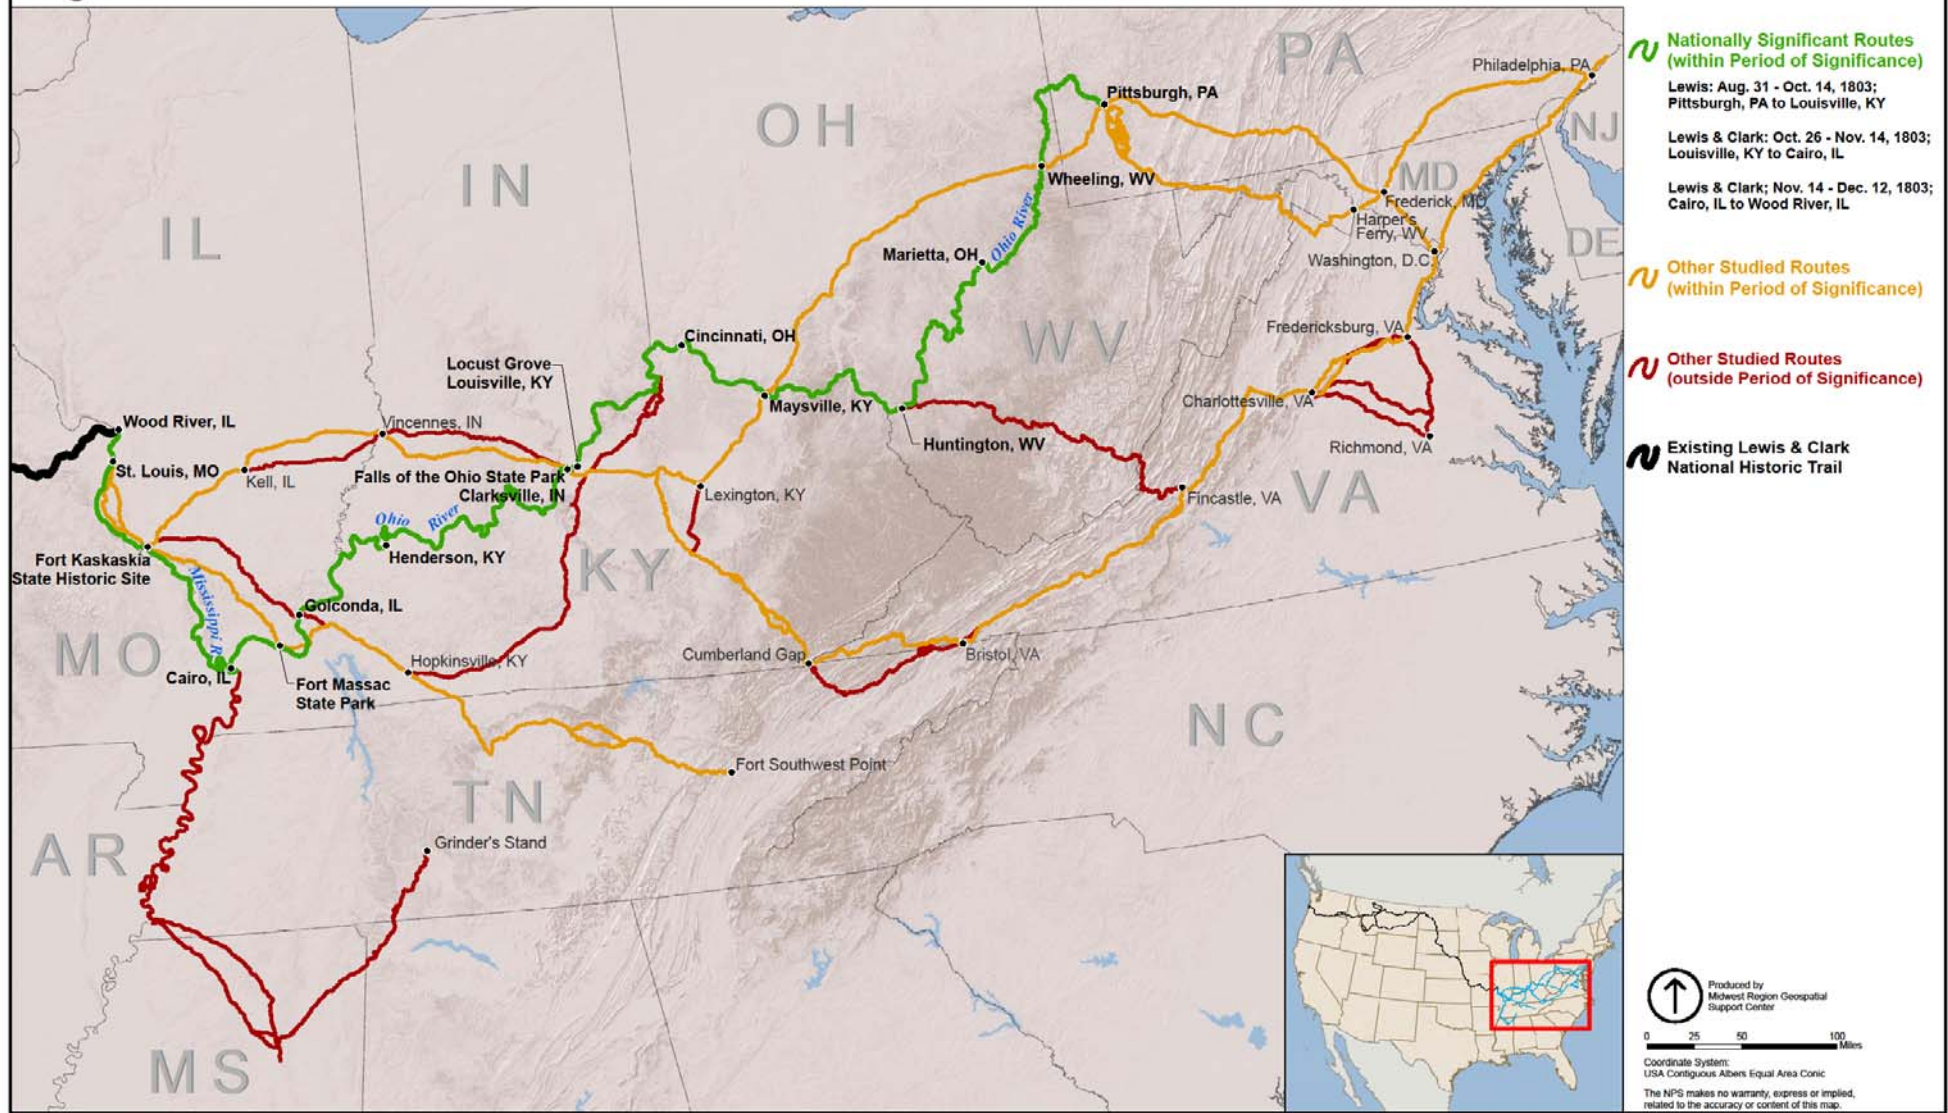 PA
Philadelphia, PA
Pittsburgh, PA
OH
NJ
IN
MD
Wheeling, WV
Frederick, MD
Harper's
Ferry, WV
IL
Ohio River
Marietta, OH
DE
Washington, D.C.
WV
Fredericksburg, VA
Cincinnati, OH
Locust Grove
Louisville, KY
Maysville, KY
Charlottesville, VA
Wood River, IL
Vincennes, IN
Huntington, WV
Richmond, VA
St. Louis, MO
Kell, IL
Falls of the Ohio State Park
Clarksville, IN
Lexington, KY
Fincastle, VA
VA
Ohio River
Henderson, KY
Fort Kaskaskia
State Historic Site
KY
Mississippi R
Golconda, IL
MO
Cumberland Gap
Bristol, VA
Hopkinsville, KY
Cairo, IL
Fort Massac
State Park
NC
Fort Southwest Point
TN
Grinder's Stand
AR
MS
Nationally Significant Routes
(within Period of Significance)
Lewis: Aug. 31 - Oct. 14, 1803;
Pittsburgh, PA to Louisville, KY
Lewis & Clark: Oct. 26 - Nov. 14, 1803;
Louisville, KY to Cairo, IL
Lewis & Clark; Nov. 14 - Dec. 12, 1803;
Cairo, IL to Wood River, IL
Other Studied Routes
(within Period of Significance)
Other Studied Routes
(outside Period of Significance)
Existing Lewis & Clark
National Historic Trail
Produced by
Midwest Region Geospatial
Support Center
0 25 50 100
Miles
Coordinate System:
USA Contiguous Albers Equal Area Conic
The NPS makes no warranty, express or implied,
related to the accuracy or content of this map.